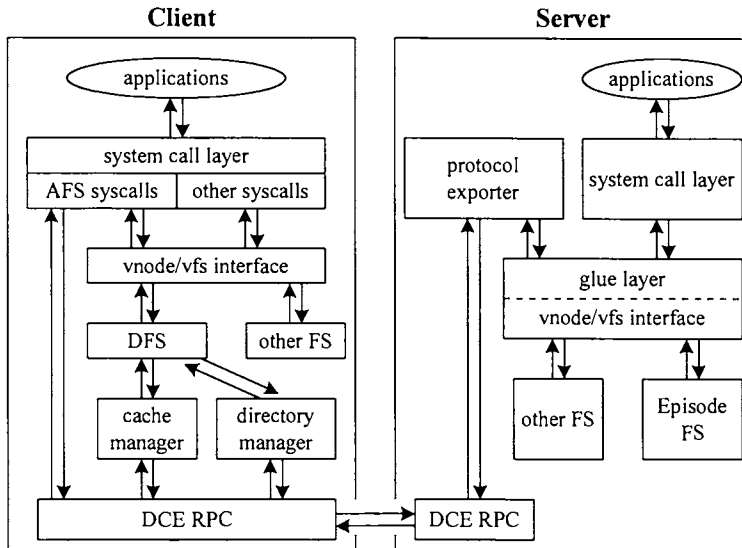 Client
applications
system call layer
AFS syscalls
other syscalls
vnode/vfs interface
DFS
other FS
cache
manager
directory
manager
DCE RPC
Server
applications
protocol
exporter
system call layer
glue layer
vnode/vfs interface
other FS
Episode
FS
DCE RPC